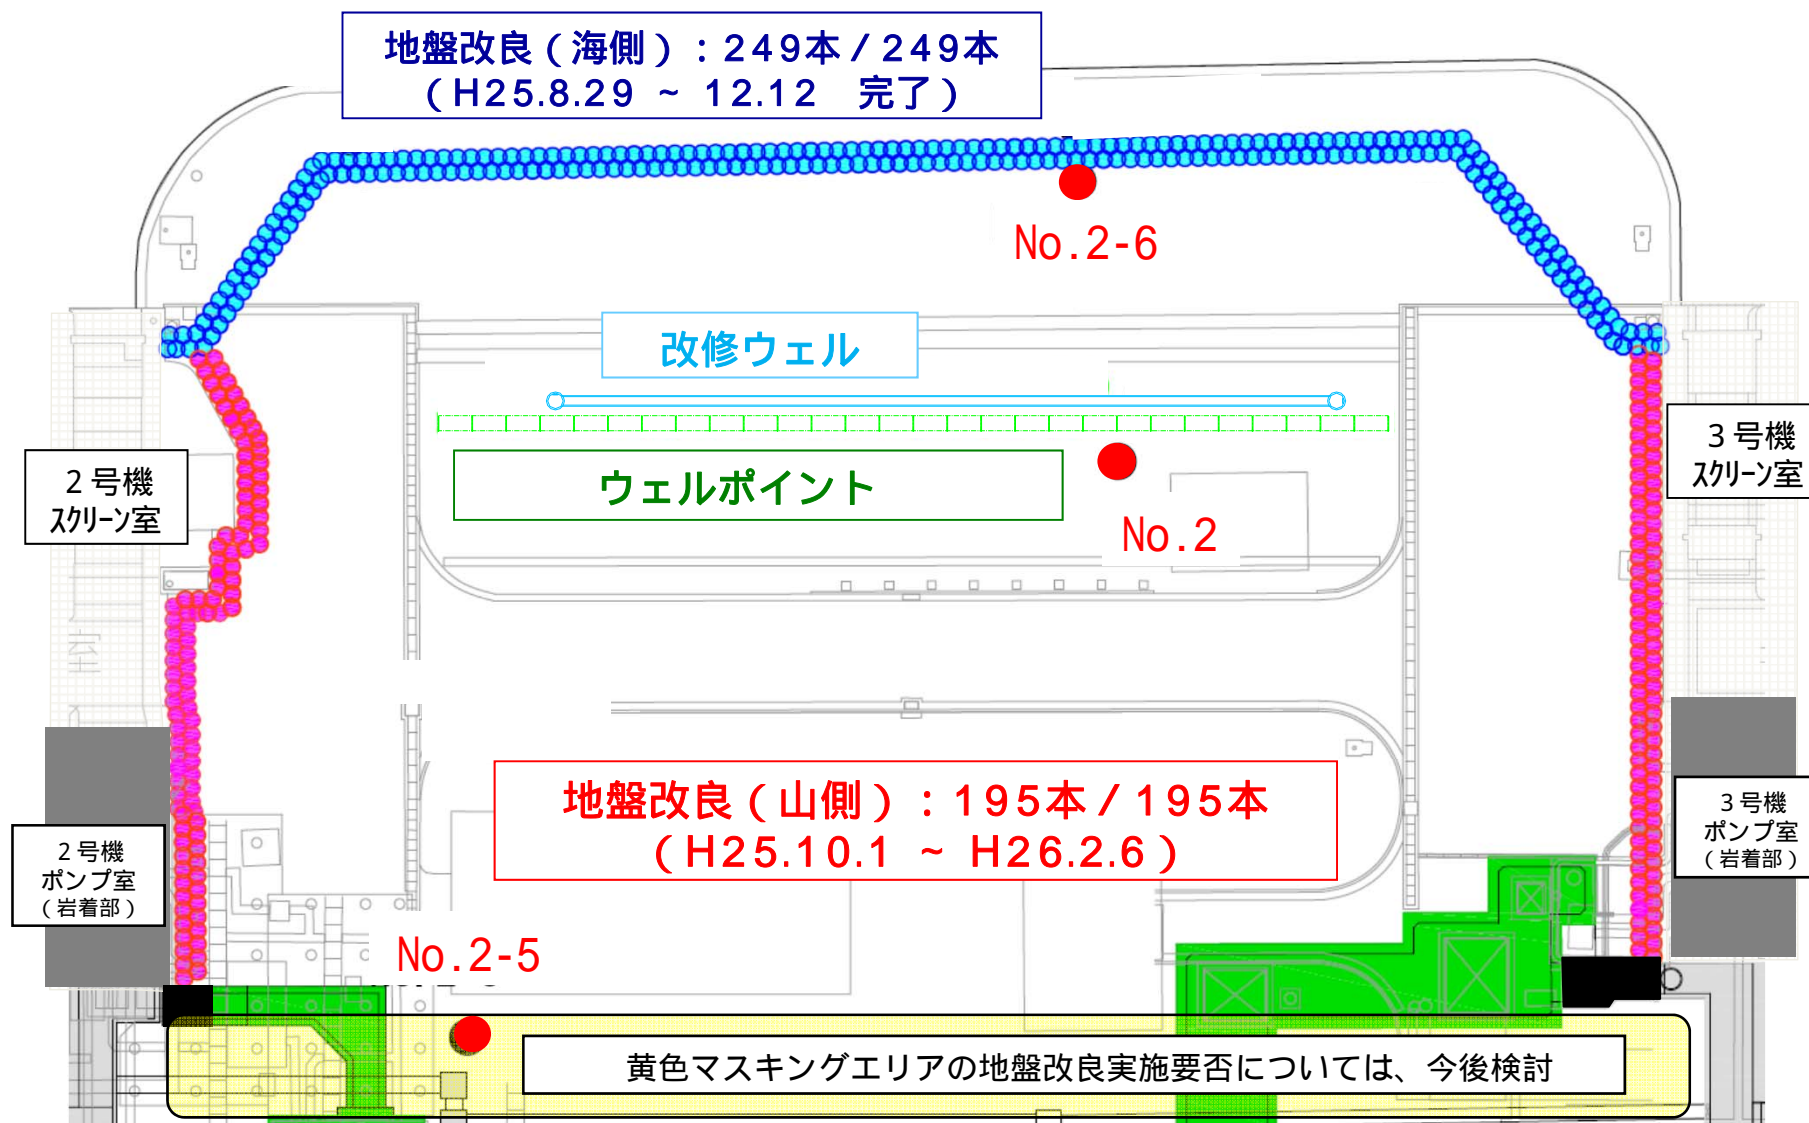 地盤改良（海側）：249本／249本
（H25.8.29 ～ 12.12　完了）
No.2-6
改修ウェル
ウェルポイント
No.2
２号機
ｽｸﾘｰﾝ室
３号機
ｽｸﾘｰﾝ室
地盤改良（山側）：195本／195本
（H25.10.1 ～ H26.2.6）
２号機
ポンプ室
（岩着部）
３号機
ポンプ室
（岩着部）
No.2-5
黄色マスキングエリアの地盤改良実施要否については、今後検討